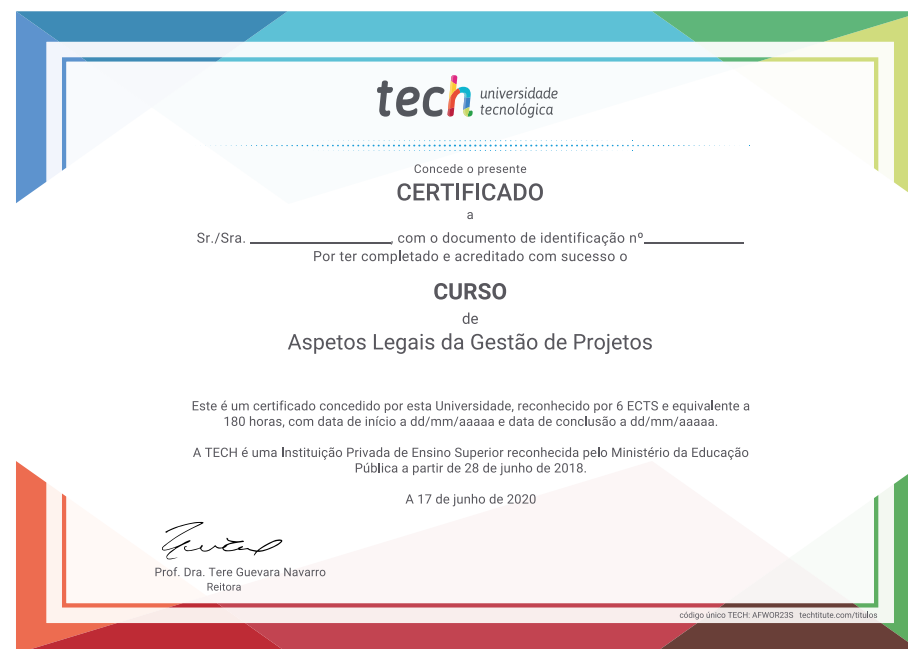 tech universidade
tecnológica
Concede o presente
CERTIFICADO
a
Sr./Sra. ____________________, com o documento de identificação nº______________
Por ter completado e acreditado com sucesso o
CURSO
de
Aspetos Legais da Gestão de Projetos
Este é um certificado concedido por esta Universidade, reconhecido por 6 ECTS e equivalente a
180 horas, com data de início a dd/mm/aaaaa e data de conclusão a dd/mm/aaaaa.
A TECH é uma Instituição Privada de Ensino Superior reconhecida pelo Ministério da Educação
Pública a partir de 28 de junho de 2018.
A 17 de junho de 2020
Prof. Dra. Tere Guevara Navarro
Reitora
código único TECH: AFWOR23S techtitute.com/titulos